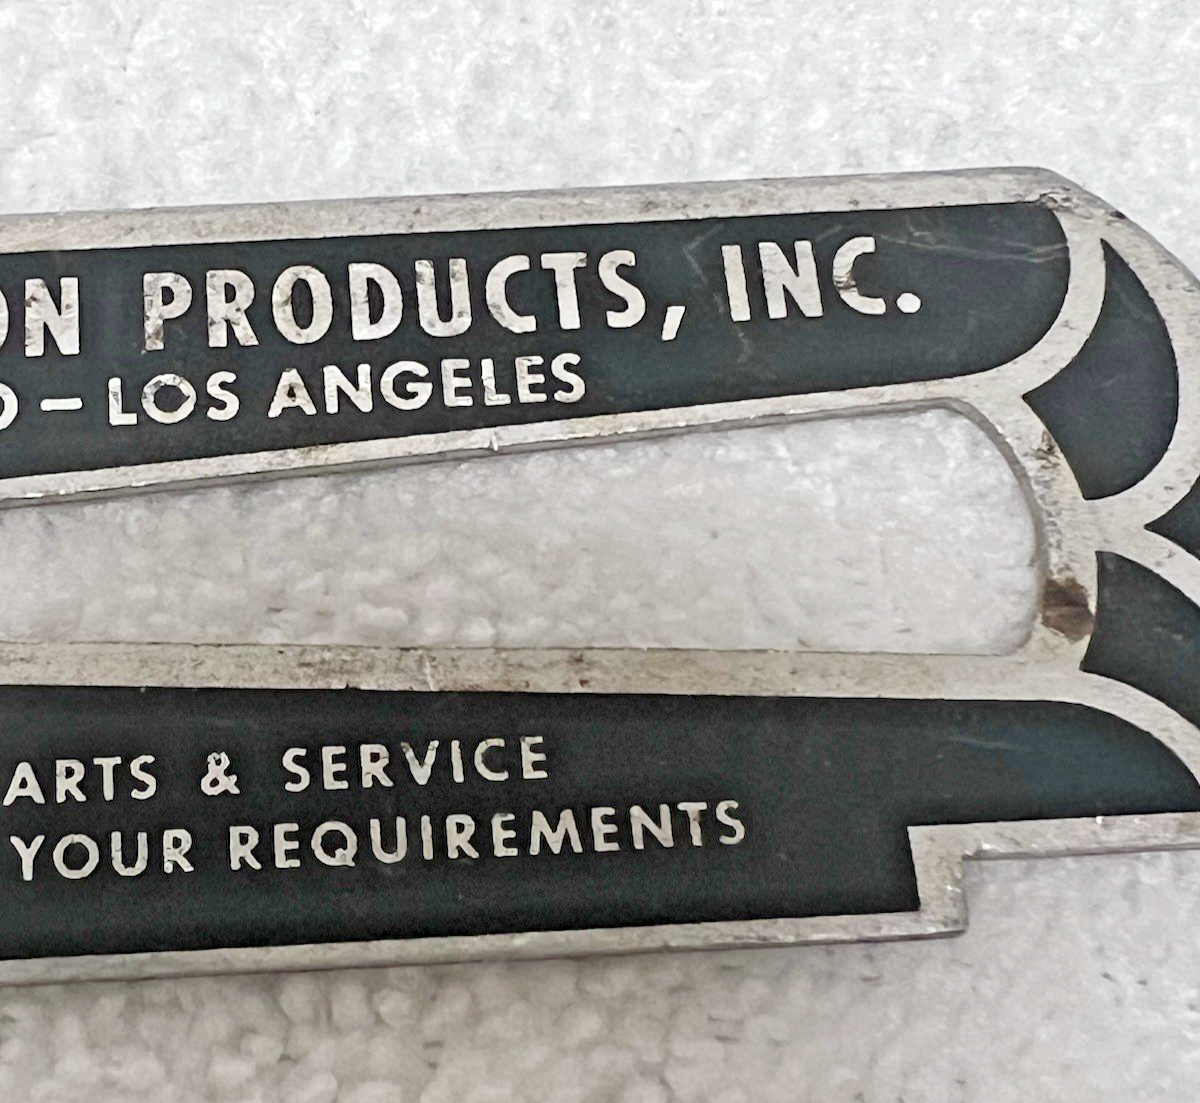 ON PRODUCTS, INC.
O – LOS ANGELES
ARTS & SERVICE
YOUR REQUIREMENTS